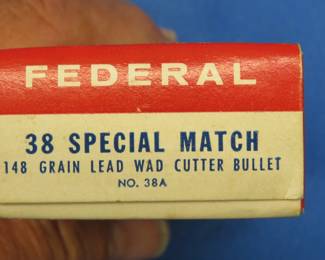 FEDERAL
38 SPECIAL MATCH
148 GRAIN LEAD WAD CUTTER BULLET
NO. 38A